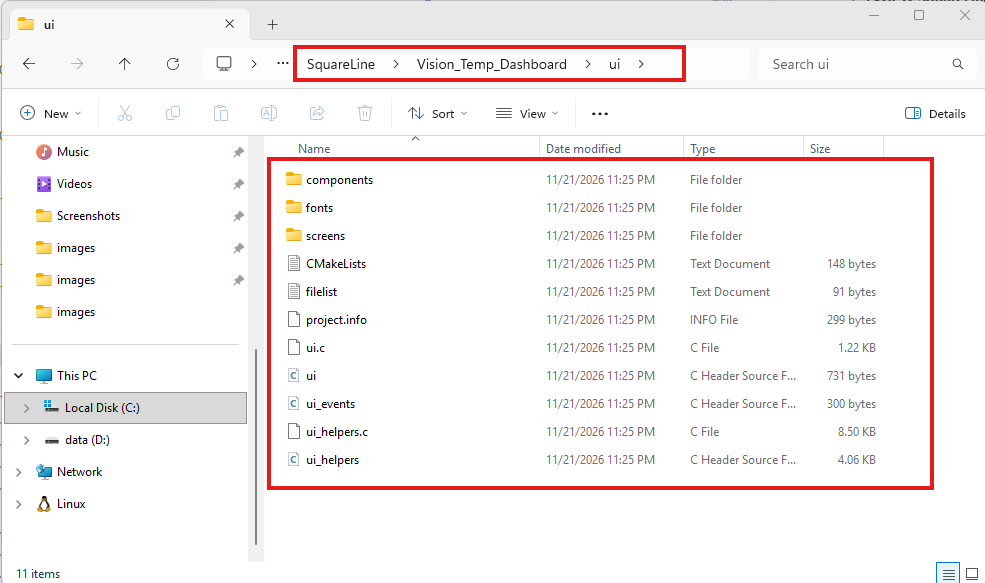 ui
SquareLine Vision_Temp_Dashboard ui Search ui
New Sort View Details
Name Date modified Type Size
Music
Videos
Screenshots
images
images
images
This PC
Local Disk (C:)
data (D:)
Network
Linux
components 11/21/2026 11:25 PM File folder
fonts 11/21/2026 11:25 PM File folder
screens 11/21/2026 11:25 PM File folder
CMakeLists 11/21/2026 11:25 PM Text Document 148 bytes
filelist 11/21/2026 11:25 PM Text Document 91 bytes
project.info 11/21/2026 11:25 PM INFO File 299 bytes
ui.c 11/21/2026 11:25 PM C File 1.22 KB
ui 11/21/2026 11:25 PM C Header Source F... 731 bytes
ui_events 11/21/2026 11:25 PM C Header Source F... 300 bytes
ui_helpers.c 11/21/2026 11:25 PM C File 8.50 KB
ui_helpers 11/21/2026 11:25 PM C Header Source F... 4.06 KB
11 items